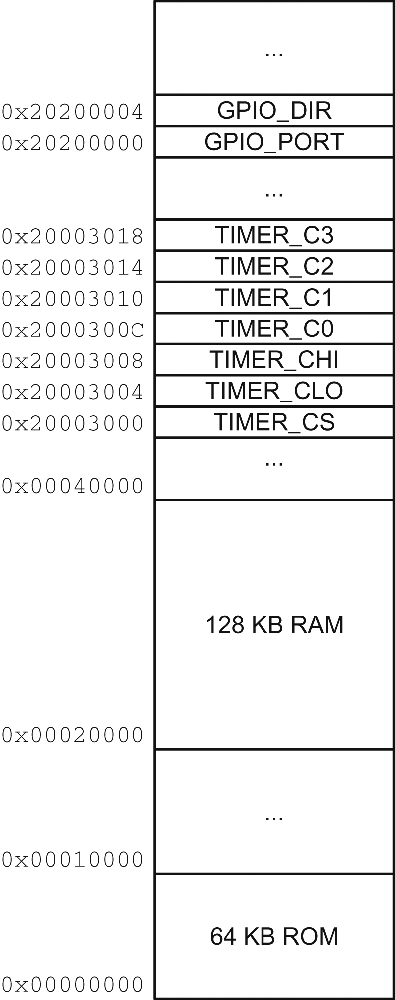 ...
0x20200004 GPIO_DIR
0x20200000 GPIO_PORT
...
0x20003018 TIMER_C3
0x20003014 TIMER_C2
0x20003010 TIMER_C1
0x2000300C TIMER_C0
0x20003008 TIMER_CHI
0x20003004 TIMER_CLO
0x20003000 TIMER_CS
...
0x00040000
128 KB RAM
0x00020000
...
0x00010000
64 KB ROM
0x00000000